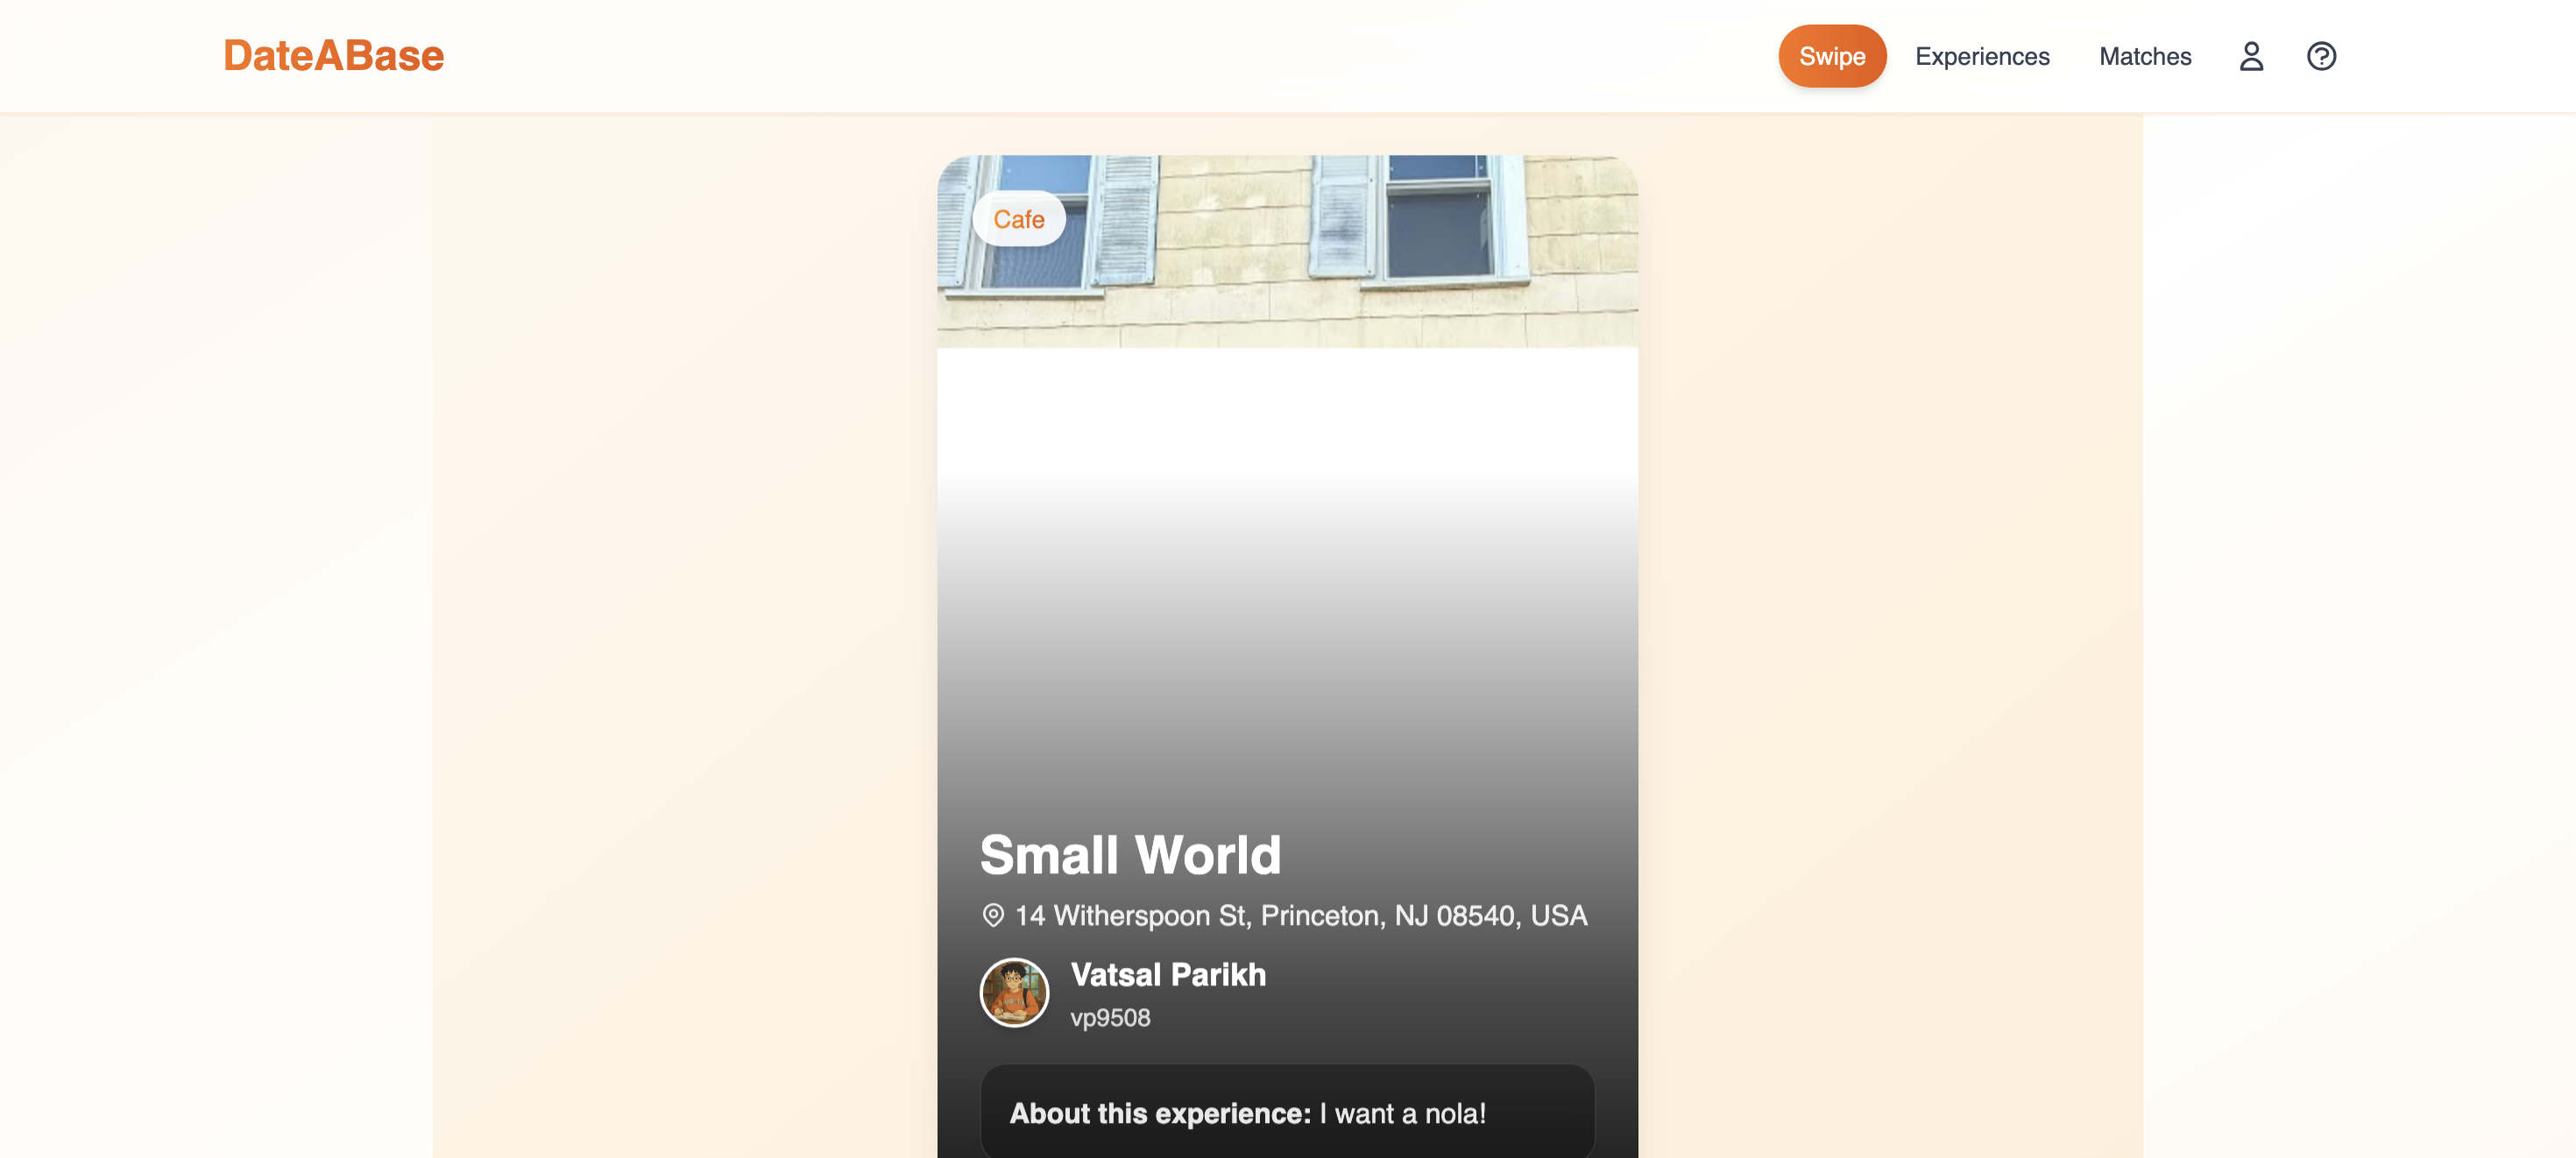 DateABase
Swipe
Experiences
Matches
Cafe
Small World
14 Witherspoon St, Princeton, NJ 08540, USA
Vatsal Parikh
vp9508
About this experience: I want a nola!